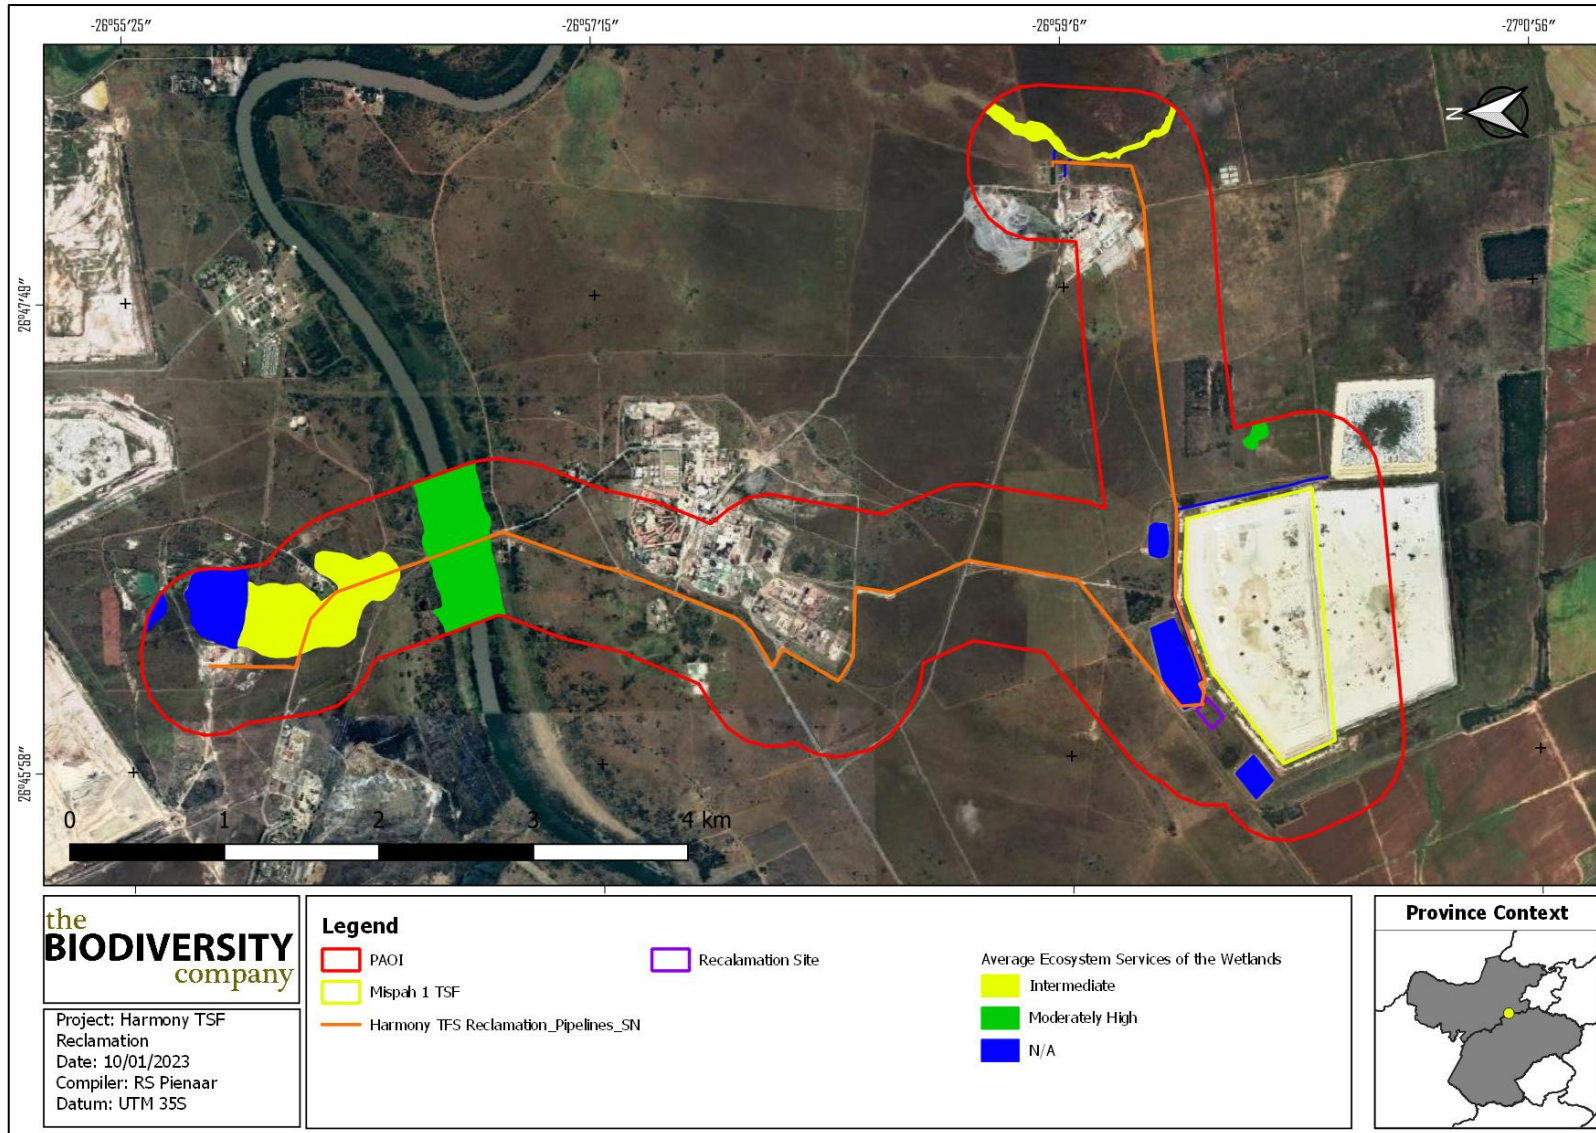 -26°55′25″
-26°57′15″
-26°59′6″
-27°0′56″
26°47′49″
26°45′58″
N
0 1 2 3 4 km
the
BIODIVERSITY
company
Project: Harmony TSF
Reclamation
Date: 10/01/2023
Compiler: RS Pienaar
Datum: UTM 35S
Legend
PAOI
Mispah 1 TSF
Harmony TFS Reclamation_Pipelines_SN
Recalamation Site
Average Ecosystem Services of the Wetlands
Intermediate
Moderately High
N/A
Province Context